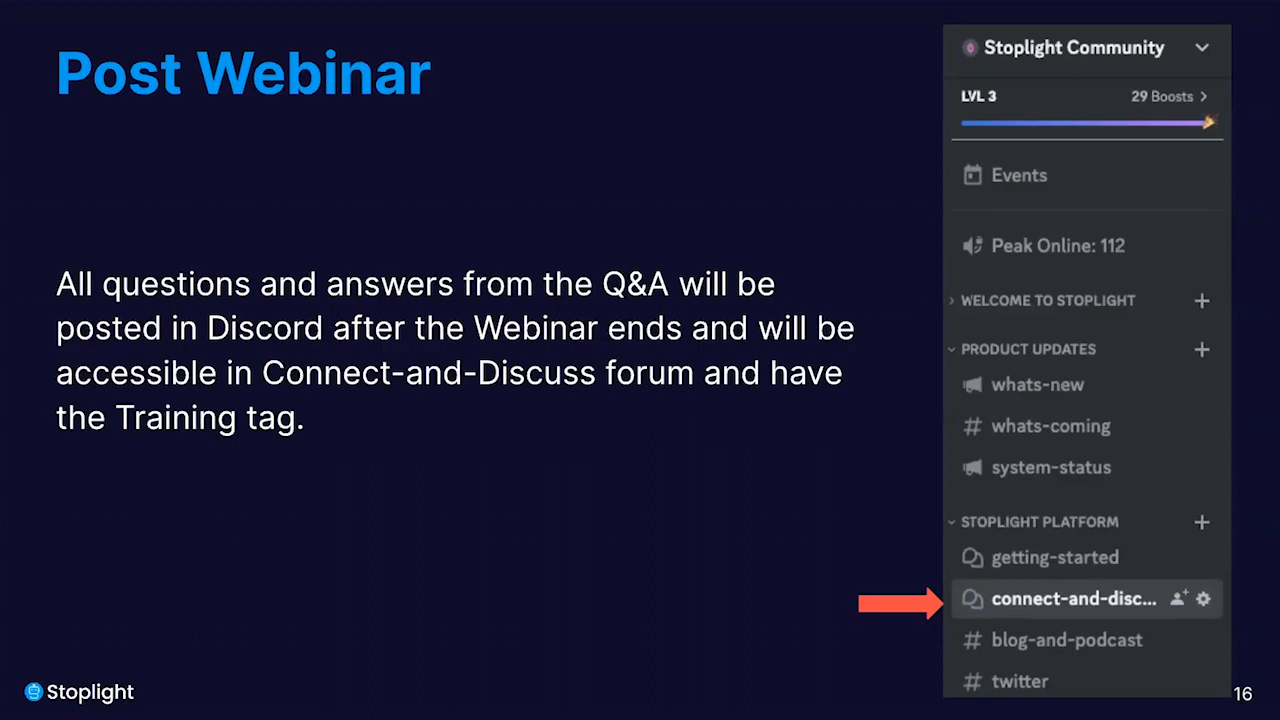 Post Webinar
All questions and answers from the Q&A will be
posted in Discord after the Webinar ends and will be
accessible in Connect-and-Discuss forum and have
the Training tag.
Stoplight Community
LVL 3 29 Boosts >
Events
Peak Online: 112
WELCOME TO STOPLIGHT +
PRODUCT UPDATES +
whats-new
# whats-coming
system-status
STOPLIGHT PLATFORM +
getting-started
connect-and-disc...
# blog-and-podcast
# twitter
Stoplight
16